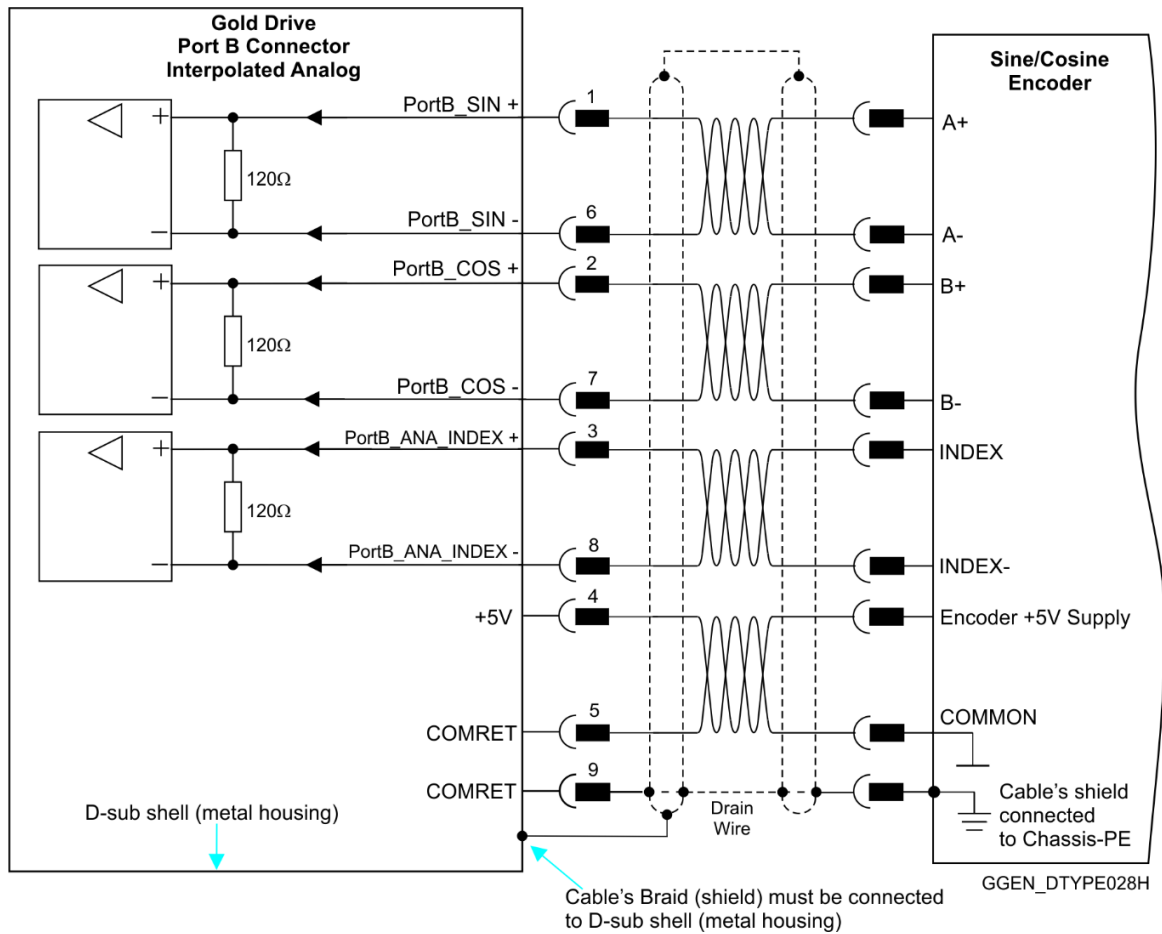 Gold Drive
Port B Connector
Interpolated Analog
Sine/Cosine
Encoder
+
PortB_SIN +
1
A+
120Ω
−
PortB_SIN -
6
A-
+
PortB_COS +
2
B+
120Ω
−
PortB_COS -
7
B-
+
PortB_ANA_INDEX +
3
INDEX
120Ω
−
PortB_ANA_INDEX -
8
INDEX-
+5V
4
Encoder +5V Supply
COMRET
5
COMMON
COMRET
9
Drain
Wire
Cable's shield
connected
to Chassis-PE
D-sub shell (metal housing)
GGEN_DTYPE028H
Cable's Braid (shield) must be connected
to D-sub shell (metal housing)